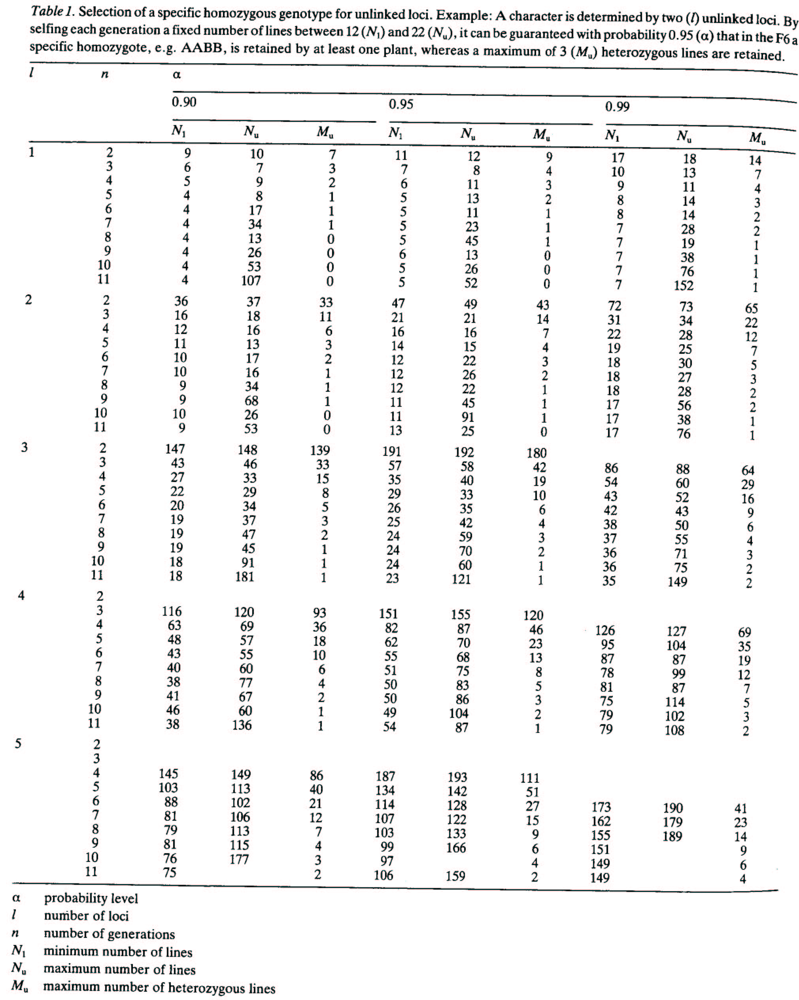 Table 1. Selection of a specific homozygous genotype for unlinked loci. Example: A character is determined by two (l) unlinked loci. By
selfing each generation a fixed number of lines between 12 (N₁) and 22 (Nᵤ), it can be guaranteed with probability 0.95 (α) that in the F6 a
specific homozygote, e.g. AABB, is retained by at least one plant, whereas a maximum of 3 (Mᵤ) heterozygous lines are retained.
l n α
0.90 0.95 0.99
N₁ Nᵤ Mᵤ N₁ Nᵤ Mᵤ N₁ Nᵤ Mᵤ
1 2 9 10 7 11 12 9 17 18 14
3 6 7 3 7 8 4 10 13 7
4 5 9 2 6 11 3 9 11 4
5 4 8 1 5 13 2 8 14 3
6 4 17 1 5 11 1 8 14 2
7 4 34 1 5 23 1 7 28 2
8 4 13 0 5 45 1 7 19 1
9 4 26 0 6 13 0 7 38 1
10 4 53 0 5 26 0 7 76 1
11 4 107 0 5 52 0 7 152 1
2 2 36 37 33 47 49 43 72 73 65
3 16 18 11 21 21 14 31 34 22
4 12 16 6 16 16 7 22 28 12
5 11 13 3 14 15 4 19 25 7
6 10 17 2 12 22 3 18 30 5
7 10 16 1 12 26 2 18 27 3
8 9 34 1 12 22 1 18 28 2
9 9 68 1 11 45 1 17 56 2
10 10 26 0 11 91 1 17 38 1
11 9 53 0 13 25 0 17 76 1
3 2 147 148 139 191 192 180
3 43 46 33 57 58 42 86 88 64
4 27 33 15 35 40 19 54 60 29
5 22 29 8 29 33 10 43 52 16
6 20 34 5 26 35 6 42 43 9
7 19 37 3 25 42 4 38 50 6
8 19 47 2 24 59 3 37 55 4
9 19 45 1 24 70 2 36 71 3
10 18 91 1 24 60 1 36 75 2
11 18 181 1 23 121 1 35 149 2
4 2
3 116 120 93 151 155 120
4 63 69 36 82 87 46 126 127 69
5 48 57 18 62 70 23 95 104 35
6 43 55 10 55 68 13 87 87 19
7 40 60 6 51 75 8 78 99 12
8 38 77 4 50 83 5 81 87 7
9 41 67 2 50 86 3 75 114 5
10 46 60 1 49 104 2 79 102 3
11 38 136 1 54 87 1 79 108 2
5 2
3
4 145 149 86 187 193 111
5 103 113 40 134 142 51
6 88 102 21 114 128 27 173 190 41
7 81 106 12 107 122 15 162 179 23
8 79 113 7 103 133 9 155 189 14
9 81 115 4 99 166 6 151 9
10 76 177 3 97 4 149 6
11 75 2 106 159 2 149 4
α probability level
l number of loci
n number of generations
N₁ minimum number of lines
Nᵤ maximum number of lines
Mᵤ maximum number of heterozygous lines